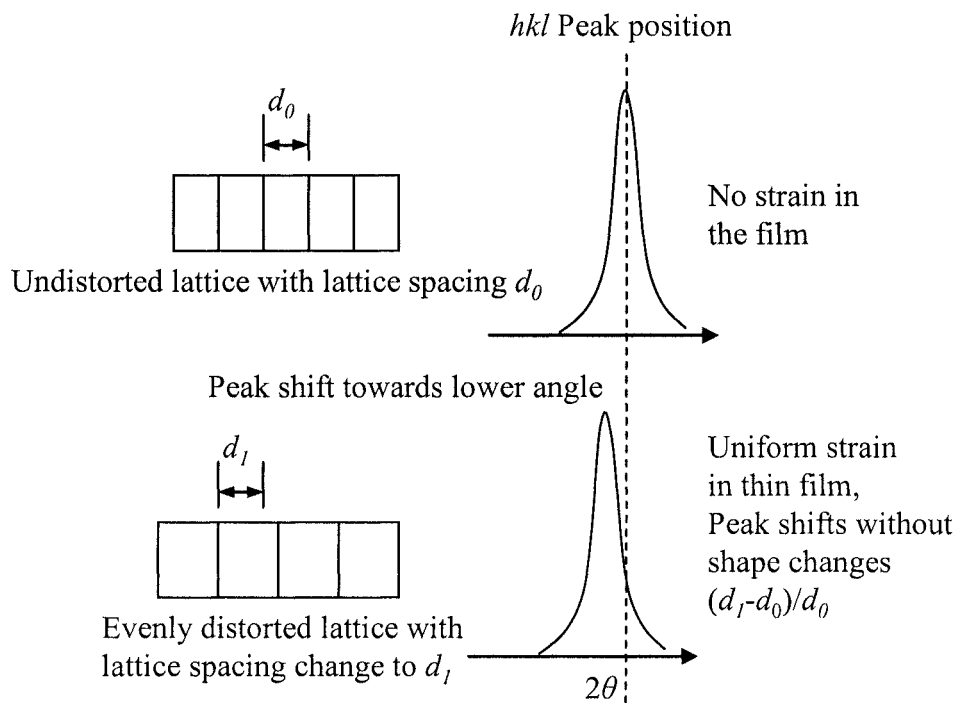 hkl Peak position
d₀
No strain in
the film
Undistorted lattice with lattice spacing d₀
Peak shift towards lower angle
d₁
Uniform strain
in thin film,
Peak shifts without
shape changes
(d₁-d₀)/d₀
Evenly distorted lattice with
lattice spacing change to d₁
2θ